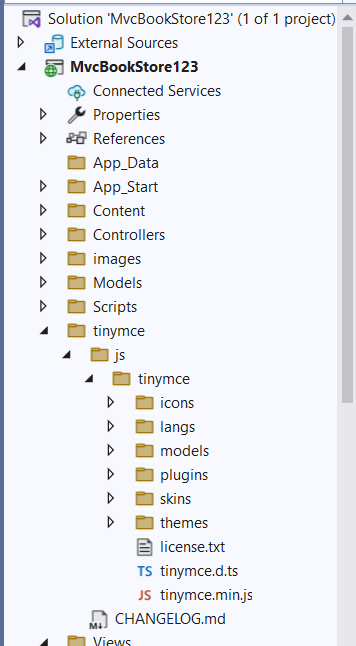 Solution 'MvcBookStore123' (1 of 1 project)
External Sources
MvcBookStore123
Connected Services
Properties
References
App_Data
App_Start
Content
Controllers
images
Models
Scripts
tinymce
js
tinymce
icons
langs
models
plugins
skins
themes
license.txt
TS tinymce.d.ts
JS tinymce.min.js
M↓ CHANGELOG.md
Views